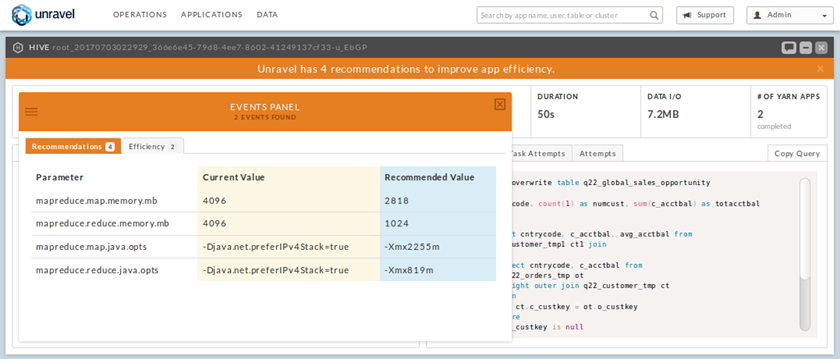 unravel OPERATIONS APPLICATIONS DATA Search by app name, user, table or cluster Support Admin
HIVE root_20170703022929_366e6e45-79d8-4ee7-8602-41249137cf33-u_EbGP
Unravel has 4 recommendations to improve app efficiency.
EVENTS PANEL
2 EVENTS FOUND
Recommendations 4 Efficiency 2
Parameter Current Value Recommended Value
mapreduce.map.memory.mb 4096 2818
mapreduce.reduce.memory.mb 4096 1024
mapreduce.map.java.opts -Djava.net.preferIPv4Stack=true -Xmx2255m
mapreduce.reduce.java.opts -Djava.net.preferIPv4Stack=true -Xmx819m
DURATION DATA I/O # OF YARN APPS
50s 7.2MB 2
completed
Task Attempts Attempts Copy Query
overwrite table q22_global_sales_opportunity
code, count(1) as numcust, sum(c_acctbal) as totacctbal
t cntrycode, c_acctbal, avg_acctbal from
ustomer_tmp1 ct1 join
ect cntrycode, c_acctbal from
22_orders_tmp ot
ight outer join q22_customer_tmp ct
n
ct.c_custkey = ot.o_custkey
re
_custkey is null